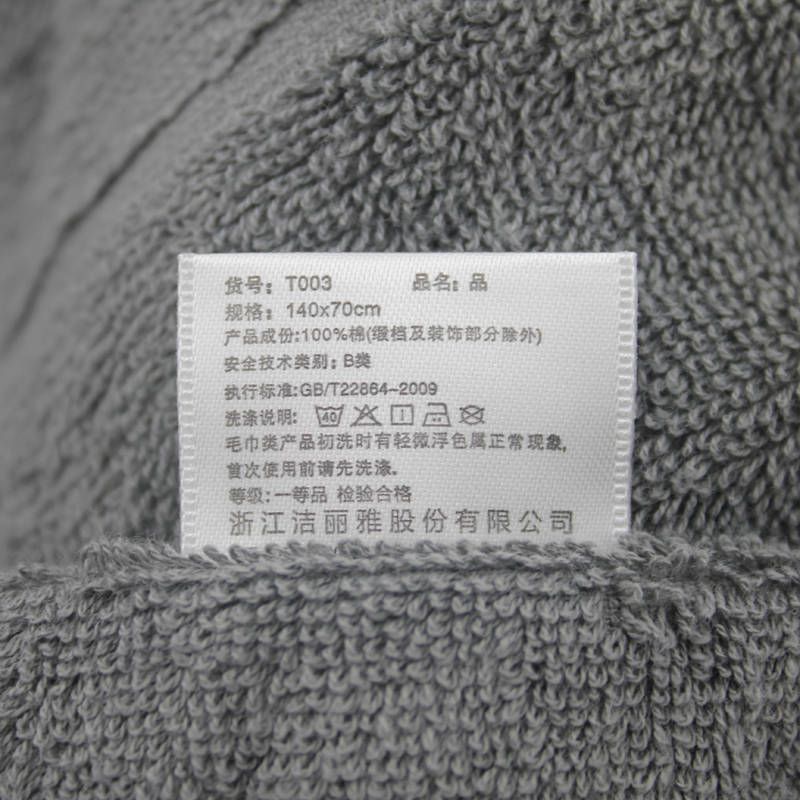 货号: T003 品名: 品
规格: 140x70cm
产品成份:100%棉(缎档及装饰部分除外)
安全技术类别: B类
执行标准:GB/T22864-2009
洗涤说明: 40
毛巾类产品初洗时有轻微浮色属正常现象,
首次使用前请先洗涤.
等级:一等品 检验合格
浙江洁丽雅股份有限公司